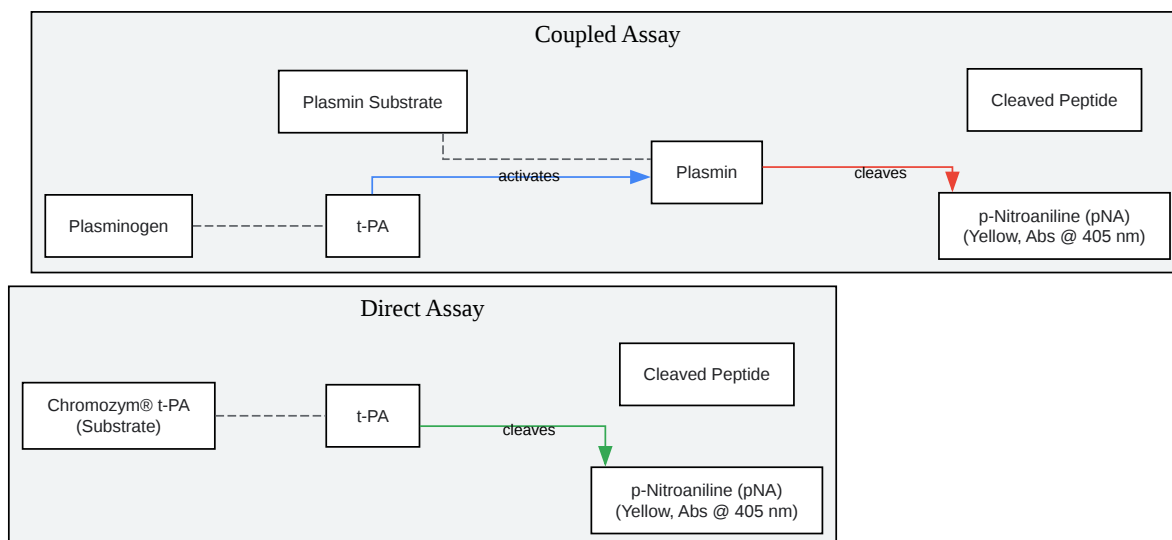 Coupled Assay
Plasmin Substrate
Cleaved Peptide
Plasmin
activates
cleaves
Plasminogen
t-PA
p-Nitroaniline (pNA)
(Yellow, Abs @ 405 nm)
Direct Assay
Cleaved Peptide
Chromozym® t-PA
(Substrate)
t-PA
cleaves
p-Nitroaniline (pNA)
(Yellow, Abs @ 405 nm)